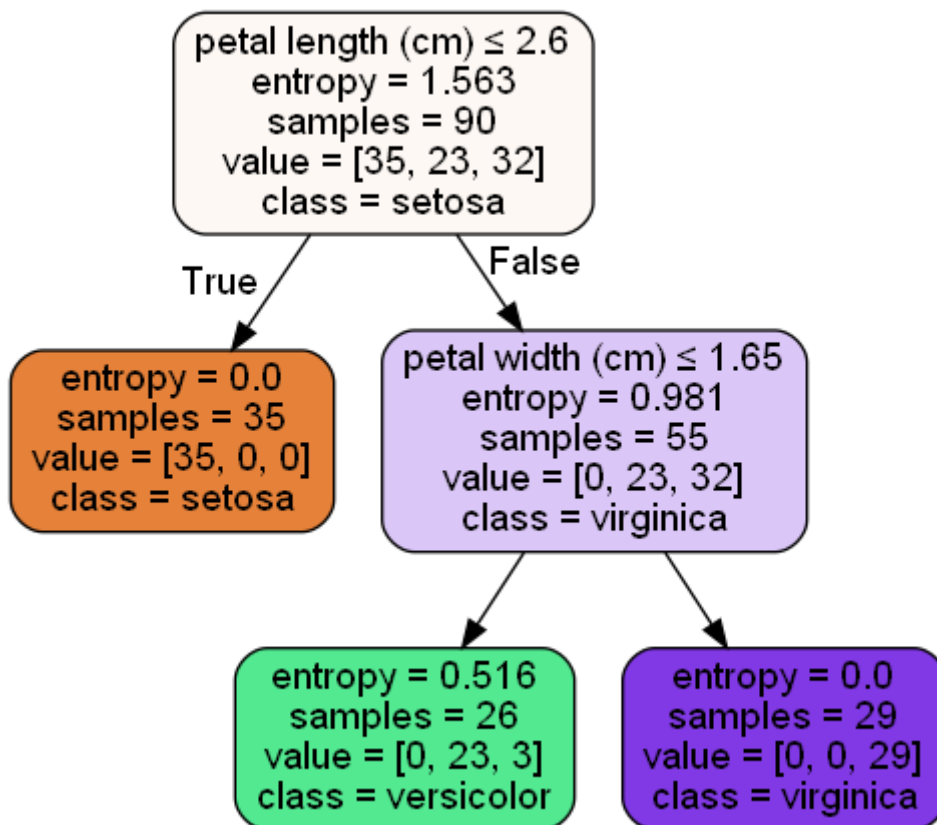 petal length (cm) ≤ 2.6
entropy = 1.563
samples = 90
value = [35, 23, 32]
class = setosa
True
False
entropy = 0.0
samples = 35
value = [35, 0, 0]
class = setosa
petal width (cm) ≤ 1.65
entropy = 0.981
samples = 55
value = [0, 23, 32]
class = virginica
entropy = 0.516
samples = 26
value = [0, 23, 3]
class = versicolor
entropy = 0.0
samples = 29
value = [0, 0, 29]
class = virginica